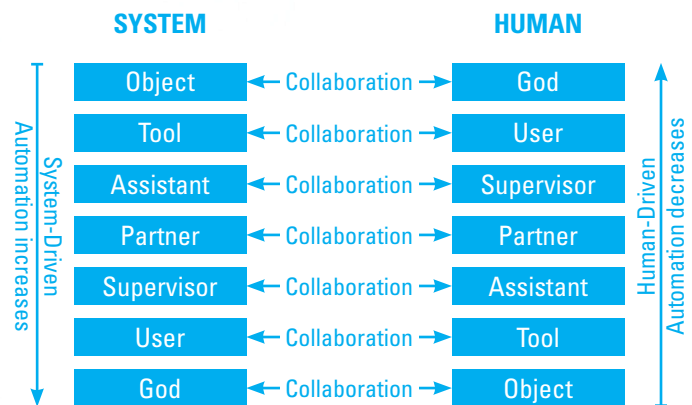 SYSTEM HUMAN
Object Collaboration God
Tool Collaboration User
Assistant Collaboration Supervisor
Partner Collaboration Partner
Supervisor Collaboration Assistant
User Collaboration Tool
God Collaboration Object
System-Driven
Automation increases
Human-Driven
Automation decreases